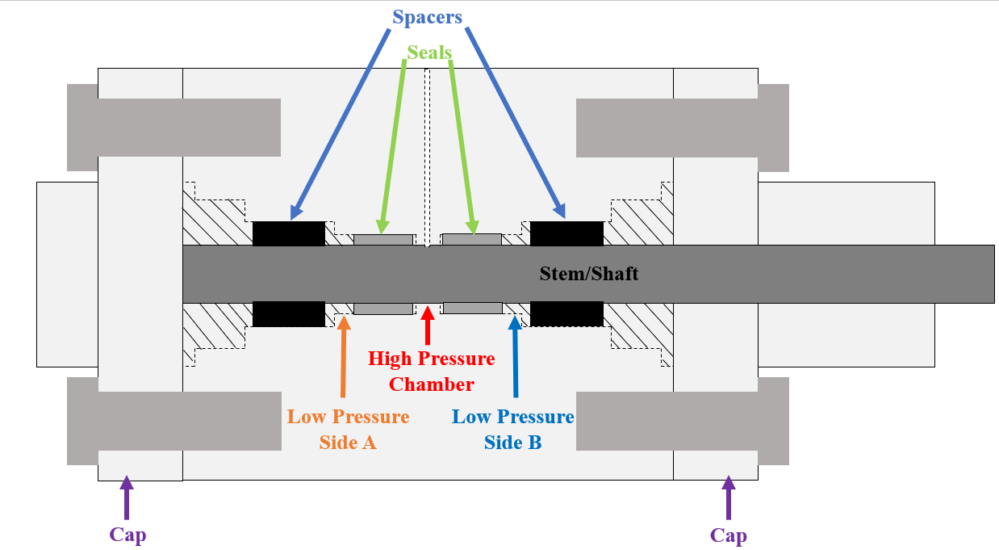 Spacers
Seals
Stem/Shaft
High Pressure
Chamber
Low Pressure
Side A
Low Pressure
Side B
Cap
Cap